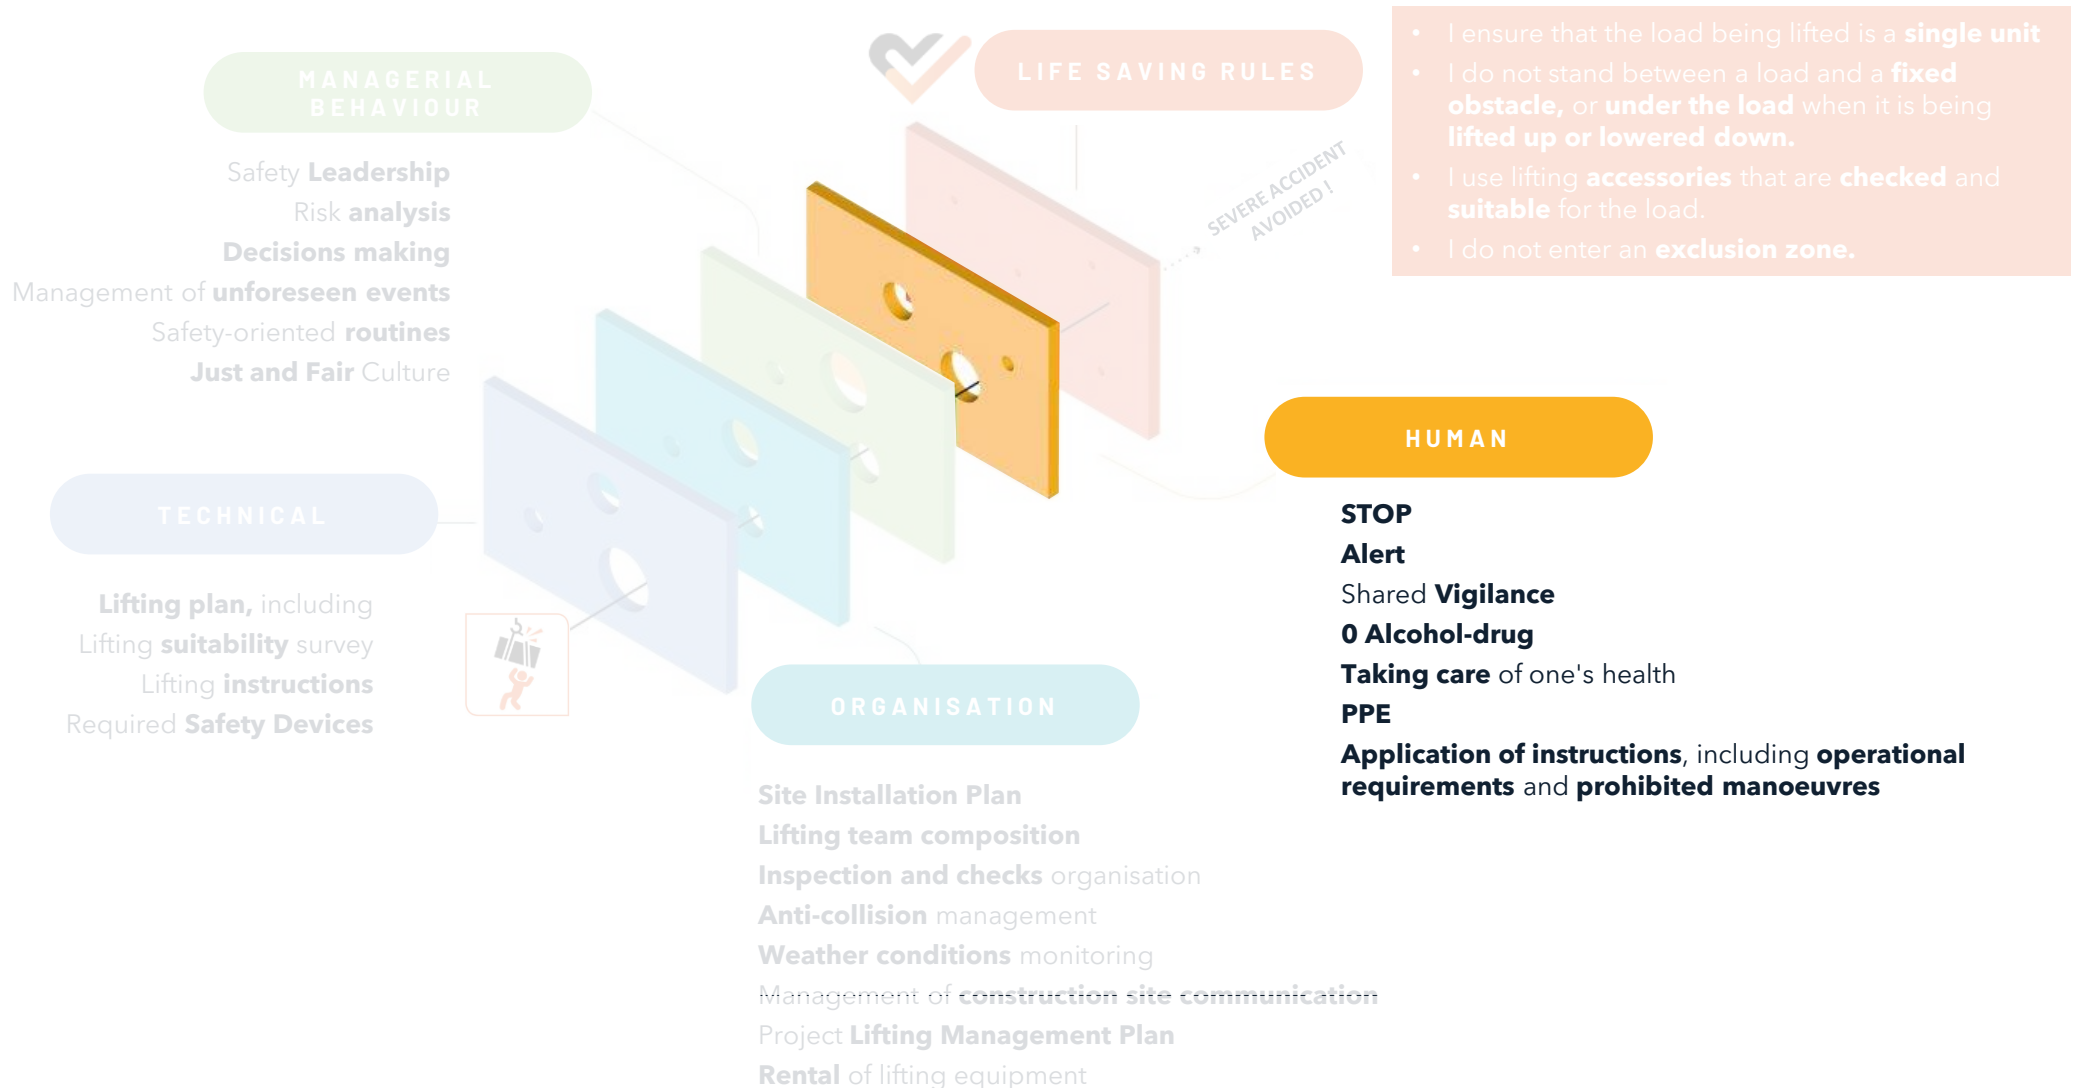 MANAGERIAL
BEHAVIOUR
Safety Leadership
Risk analysis
Decisions making
Management of unforeseen events
Safety-oriented routines
Just and Fair Culture
LIFE SAVING RULES
• I ensure that the load being lifted is a single unit
• I do not stand between a load and a fixed
obstacle, or under the load when it is being
lifted up or lowered down.
• I use lifting accessories that are checked and
suitable for the load.
• I do not enter an exclusion zone.
SEVERE ACCIDENT
AVOIDED !
HUMAN
STOP
Alert
Shared Vigilance
0 Alcohol-drug
Taking care of one's health
PPE
Application of instructions, including operational
requirements and prohibited manoeuvres
TECHNICAL
Lifting plan, including
Lifting suitability survey
Lifting instructions
Required Safety Devices
ORGANISATION
Site Installation Plan
Lifting team composition
Inspection and checks organisation
Anti-collision management
Weather conditions monitoring
Management of construction site communication
Project Lifting Management Plan
Rental of lifting equipment